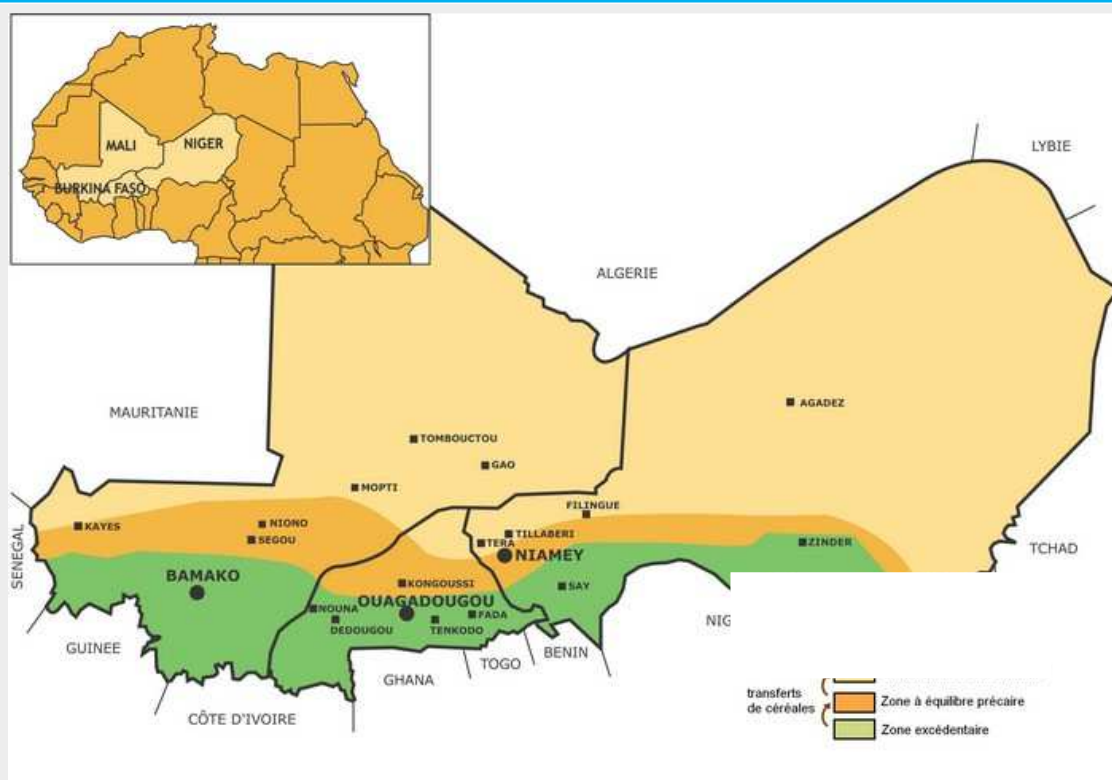 MALI
NIGER
BURKINA FASO
LYBIE
ALGERIE
MAURITANIE
AGADEZ
TOMBOUCTOU
GAO
MOPTI
FILINGUE
KAYES
NIONO
SEGOU
TERA
TILLABERI
NIAMEY
ZINDER
TCHAD
SENEGAL
BAMAKO
KONGOUSSI
SAY
OUAGADOUGOU
NOUNA
FADA
DEDOUGOU
TENKODO
NIG
GUINEE
BENIN
TOGO
GHANA
CÔTE D'IVOIRE
transferts
de céréales
Zone à équilibre précaire
Zone excédentaire